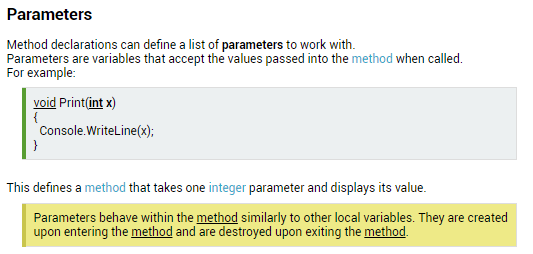 Parameters
Method declarations can define a list of parameters to work with.
Parameters are variables that accept the values passed into the method when called.
For example:
void Print(int x)
{
Console.WriteLine(x);
}
This defines a method that takes one integer parameter and displays its value.
Parameters behave within the method similarly to other local variables. They are created
upon entering the method and are destroyed upon exiting the method.